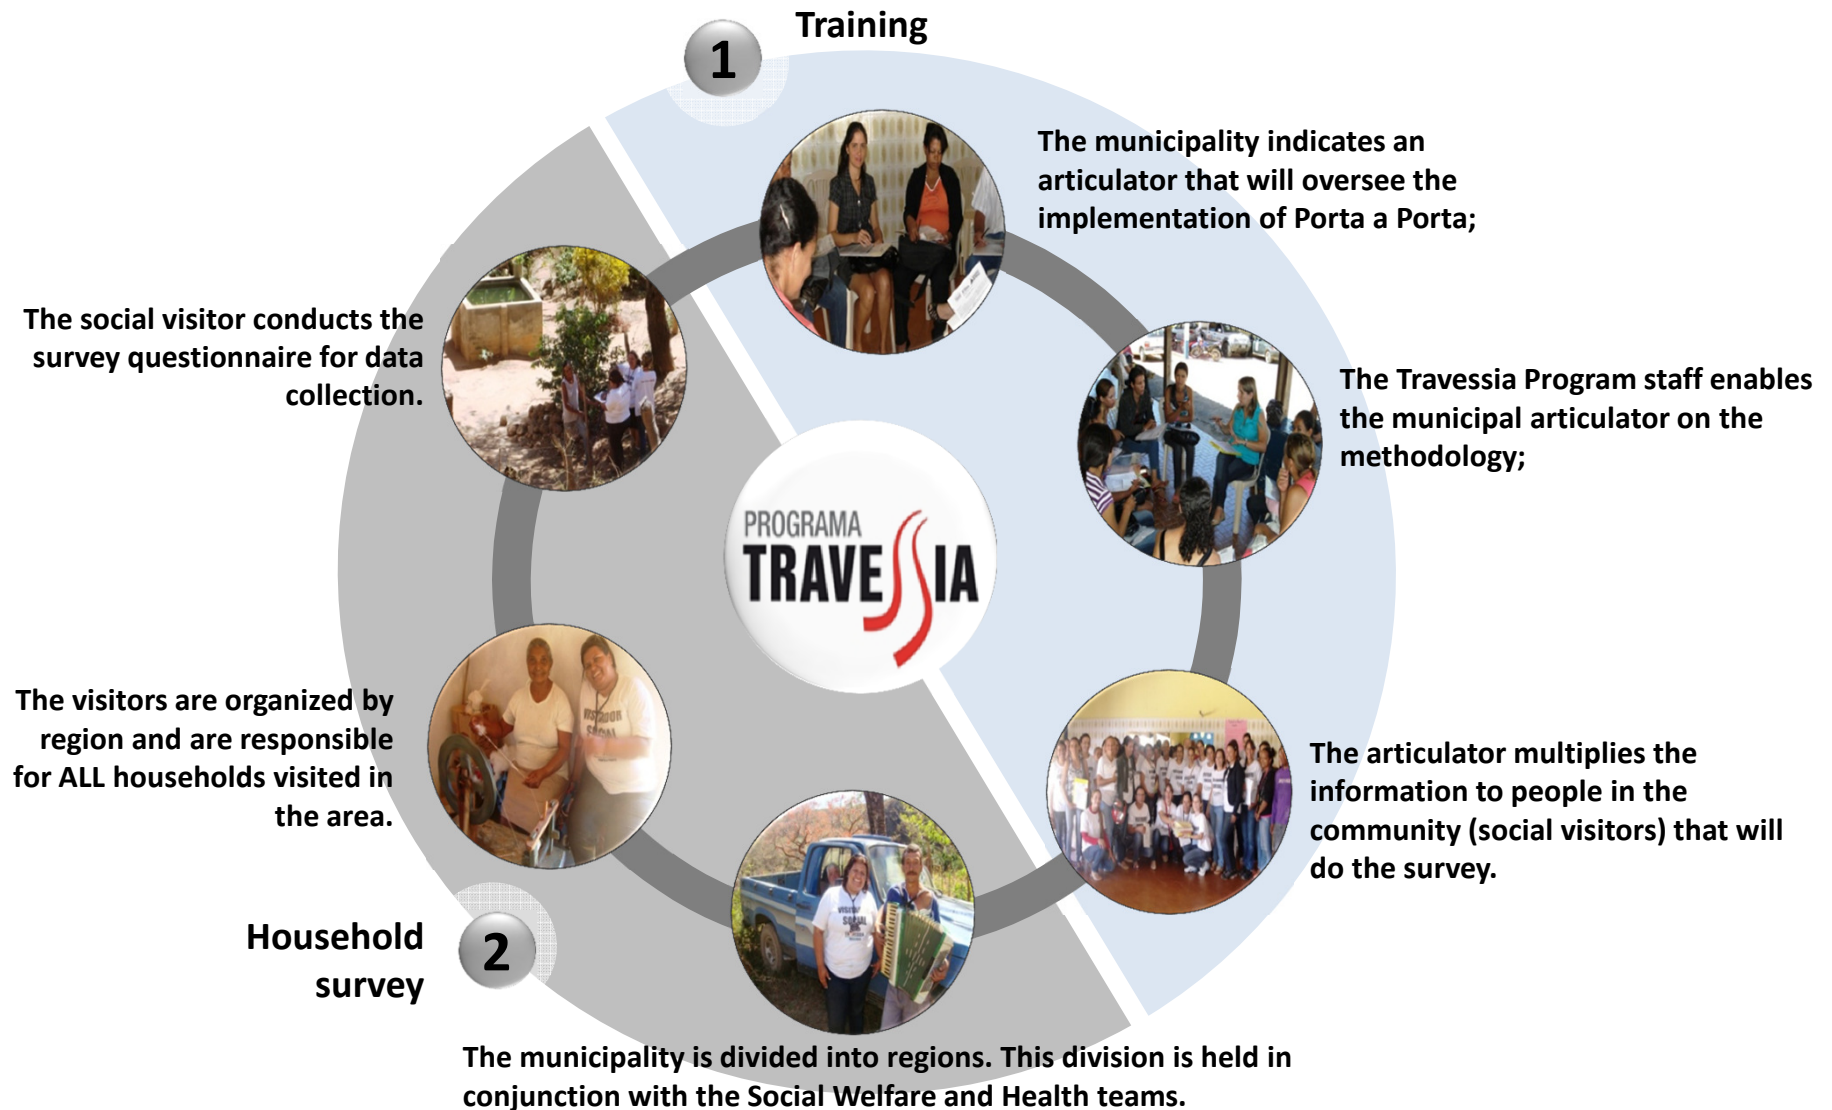 1
Training
The municipality indicates an
articulator that will oversee the
implementation of Porta a Porta;
The Travessia Program staff enables
the municipal articulator on the
methodology;
The articulator multiplies the
information to people in the
community (social visitors) that will
do the survey.
2
Household
survey
The municipality is divided into regions. This division is held in
conjunction with the Social Welfare and Health teams.
The visitors are organized by
region and are responsible
for ALL households visited in
the area.
The social visitor conducts the
survey questionnaire for data
collection.
PROGRAMA
TRAVESSIA
VISITADOR
SOCIAL
VISITADOR
SOCIAL